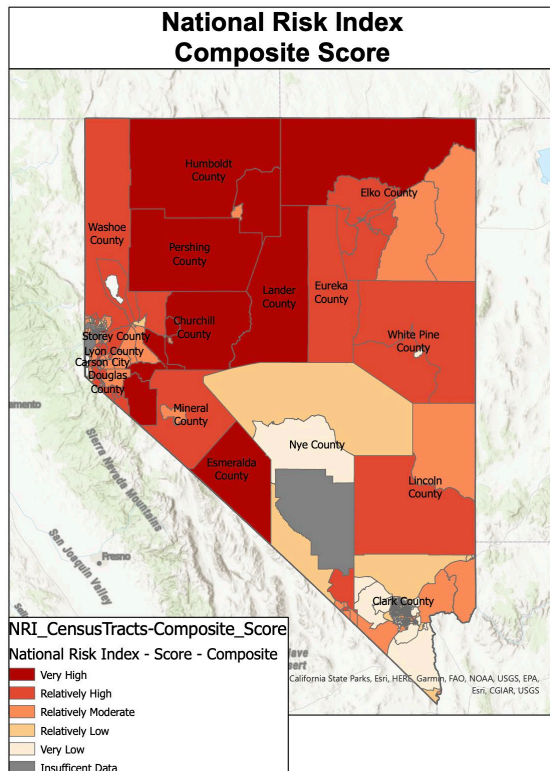 National Risk Index
Composite Score
Humboldt
County
Elko County
Washoe
County
Pershing
County
Lander
County
Eureka
County
Churchill
County
Storey County
Lyon County
Carson City
Douglas
County
White Pine
County
Mineral
County
Nye County
Esmeralda
County
Lincoln
County
Clark County
amento
Sierra Nevada Mountains
San Joaquin Valley
Fresno
ave
ert
California State Parks, Esri, HERE, Garmin, FAO, NOAA, USGS, EPA,
Esri, CGIAR, USGS
NRI_CensusTracts-Composite_Score
National Risk Index - Score - Composite
Very High
Relatively High
Relatively Moderate
Relatively Low
Very Low
Insufficent Data